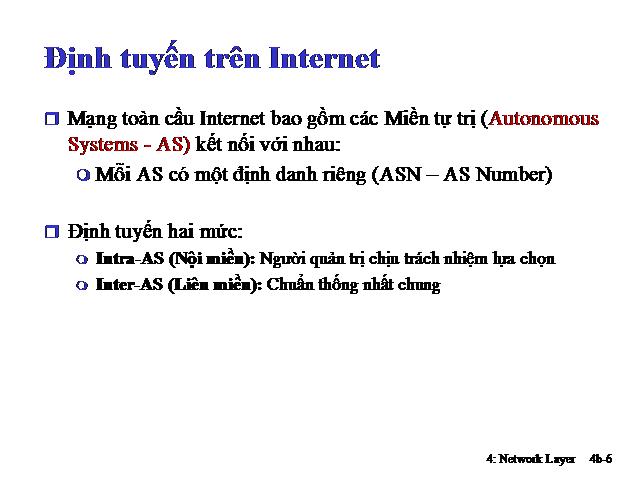 Định tuyến trên Internet
Mạng toàn cầu Internet bao gồm các Miền tự trị (Autonomous
Systems - AS) kết nối với nhau:
Mỗi AS có một định danh riêng (ASN – AS Number)
Định tuyến hai mức:
Intra-AS (Nội miền): Người quản trị chịu trách nhiệm lựa chọn
Inter-AS (Liên miền): Chuẩn thống nhất chung
4: Network Layer 4b-6